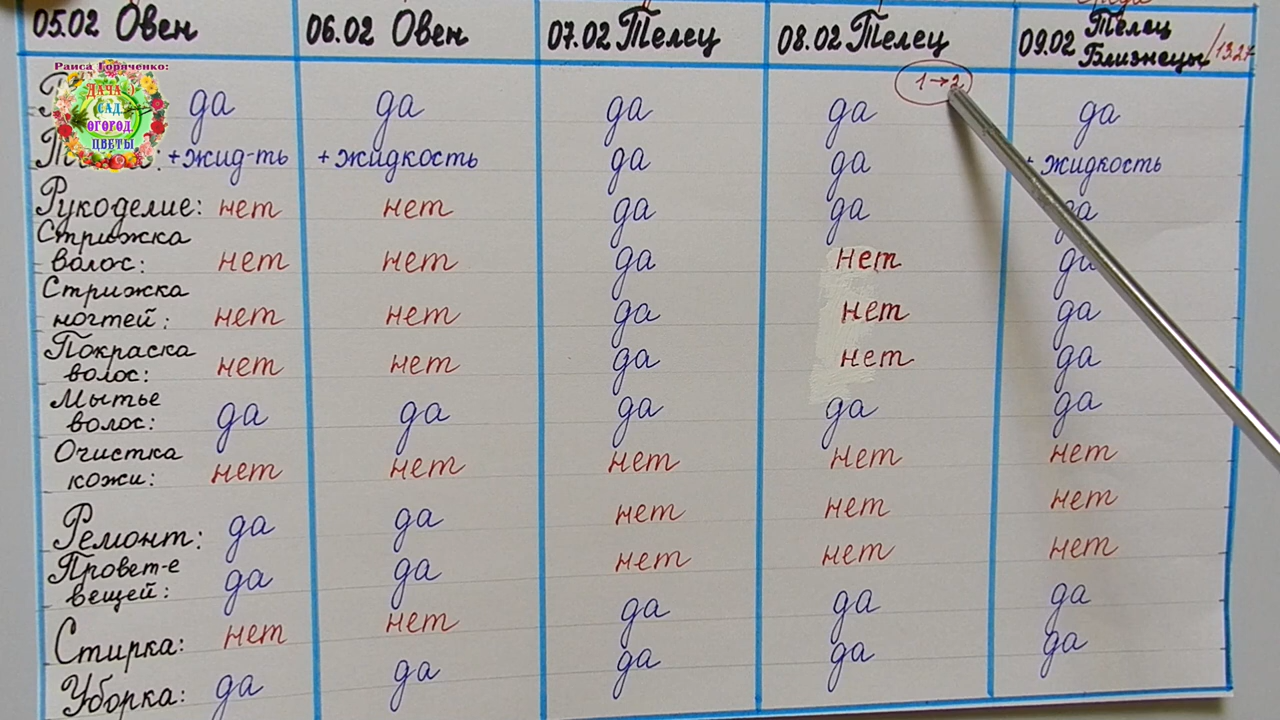 05.02 Овен 06.02 Овен 07.02 Телец 08.02 Телец 09.02 Телец Близнецы /13:27
Раиса Горяченко:
ДАЧА :)
САД.
ОГОРОД.
ЦВЕТЫ.
1→2
да да да да да
+жид-ть +жидкость да да + жидкость
Рукоделие: нет нет да да да
Стрижка
волос: нет нет да нет да
Стрижка
ногтей: нет нет да нет да
Покраска
волос: нет нет да нет да
Мытье
волос: да да да да да
Очистка
кожи: нет нет нет нет нет
Ремонт: да да нет нет нет
Провет-е
вещей: да да нет нет нет
Стирка: нет нет да да да
Уборка: да да да да да